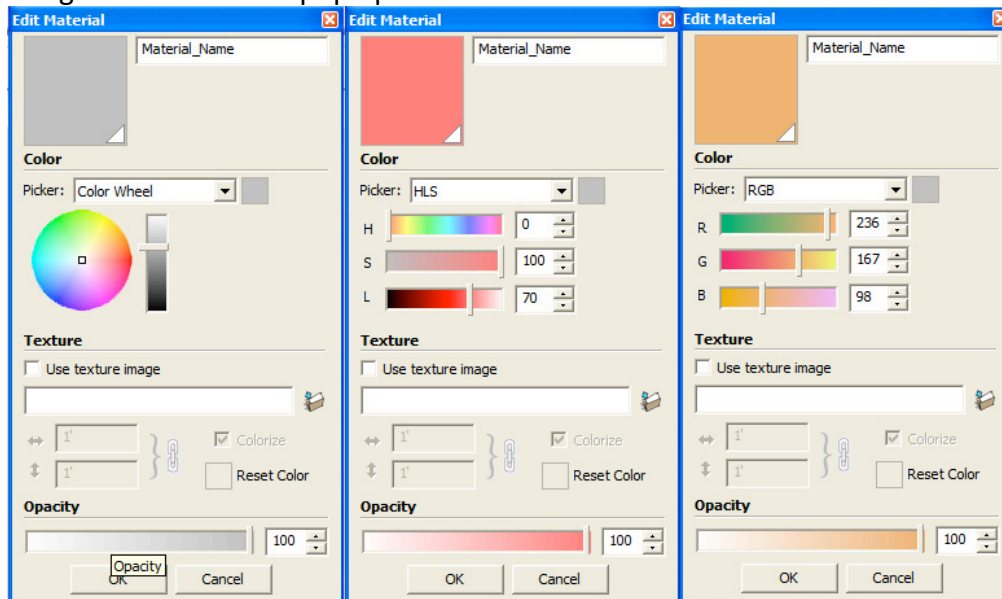 Edit Material
Material_Name
Color
Picker: Color Wheel
Texture
Use texture image
1'
Colorize
1'
Reset Color
Opacity
100
Opacity
OK
Cancel
Edit Material
Material_Name
Color
Picker: HLS
H 0
S 100
L 70
Texture
Use texture image
1'
Colorize
1'
Reset Color
Opacity
100
OK
Cancel
Edit Material
Material_Name
Color
Picker: RGB
R 236
G 167
B 98
Texture
Use texture image
1'
Colorize
1'
Reset Color
Opacity
100
OK
Cancel